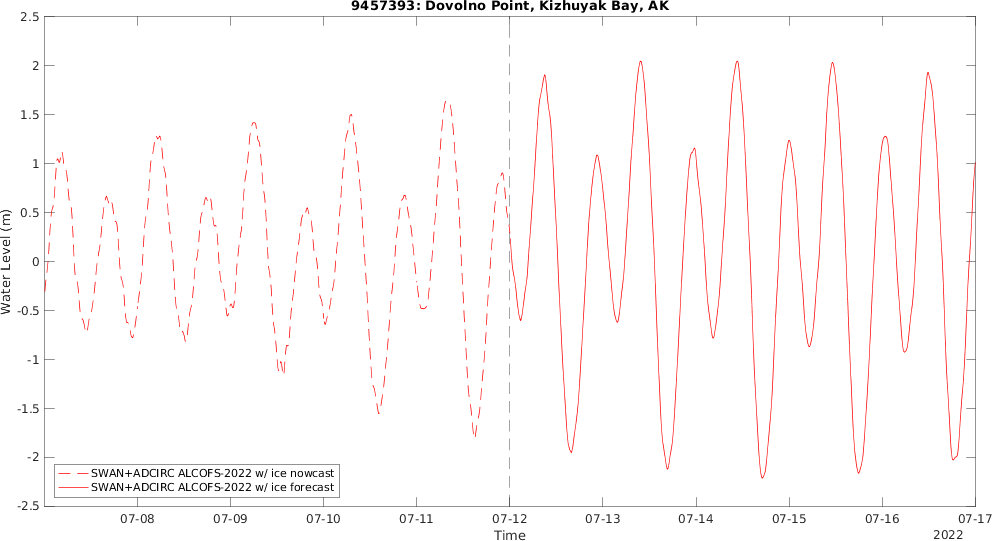 9457393: Dovolno Point, Kizhuyak Bay, AK
2.5
2
1.5
1
0.5
0
-0.5
-1
-1.5
-2
-2.5
Water Level (m)
SWAN+ADCIRC ALCOFS-2022 w/ ice nowcast
SWAN+ADCIRC ALCOFS-2022 w/ ice forecast
07-08 07-09 07-10 07-11 07-12 07-13 07-14 07-15 07-16 07-17
Time
2022